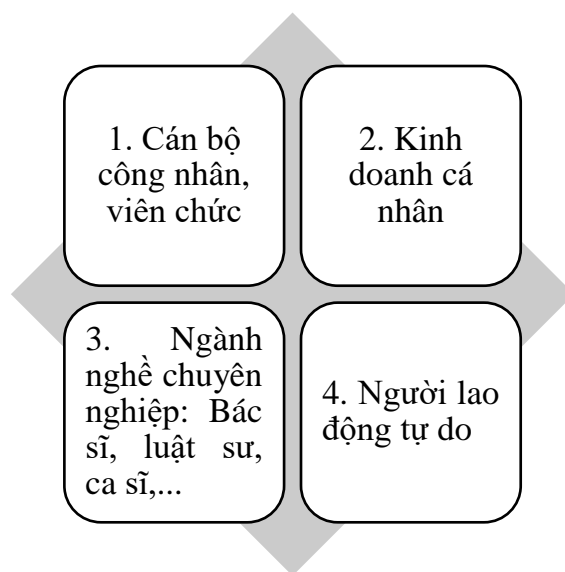 1. Cán bộ
công nhân,
viên chức
2. Kinh
doanh cá
nhân
3. Ngành
nghề chuyên
nghiệp: Bác
sĩ, luật sư,
ca sĩ,...
4. Người lao
động tự do